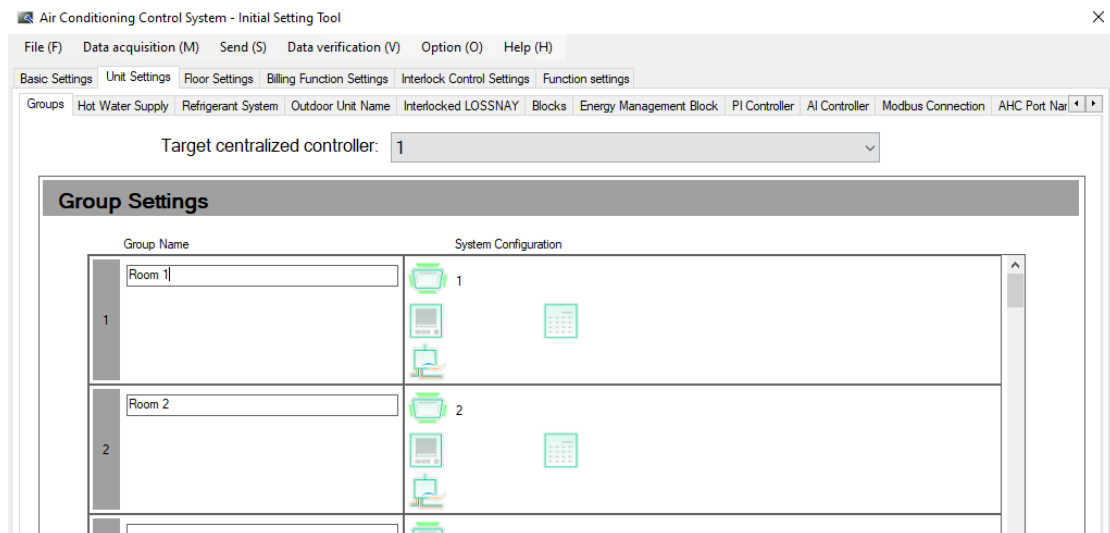 Air Conditioning Control System - Initial Setting Tool
File (F) Data acquisition (M) Send (S) Data verification (V) Option (O) Help (H)
Basic Settings Unit Settings Floor Settings Billing Function Settings Interlock Control Settings Function settings
Groups Hot Water Supply Refrigerant System Outdoor Unit Name Interlocked LOSSNAY Blocks Energy Management Block PI Controller AI Controller Modbus Connection AHC Port Nar
Target centralized controller: 1
Group Settings
Group Name System Configuration
Room 1 1
1
Room 2 2
2